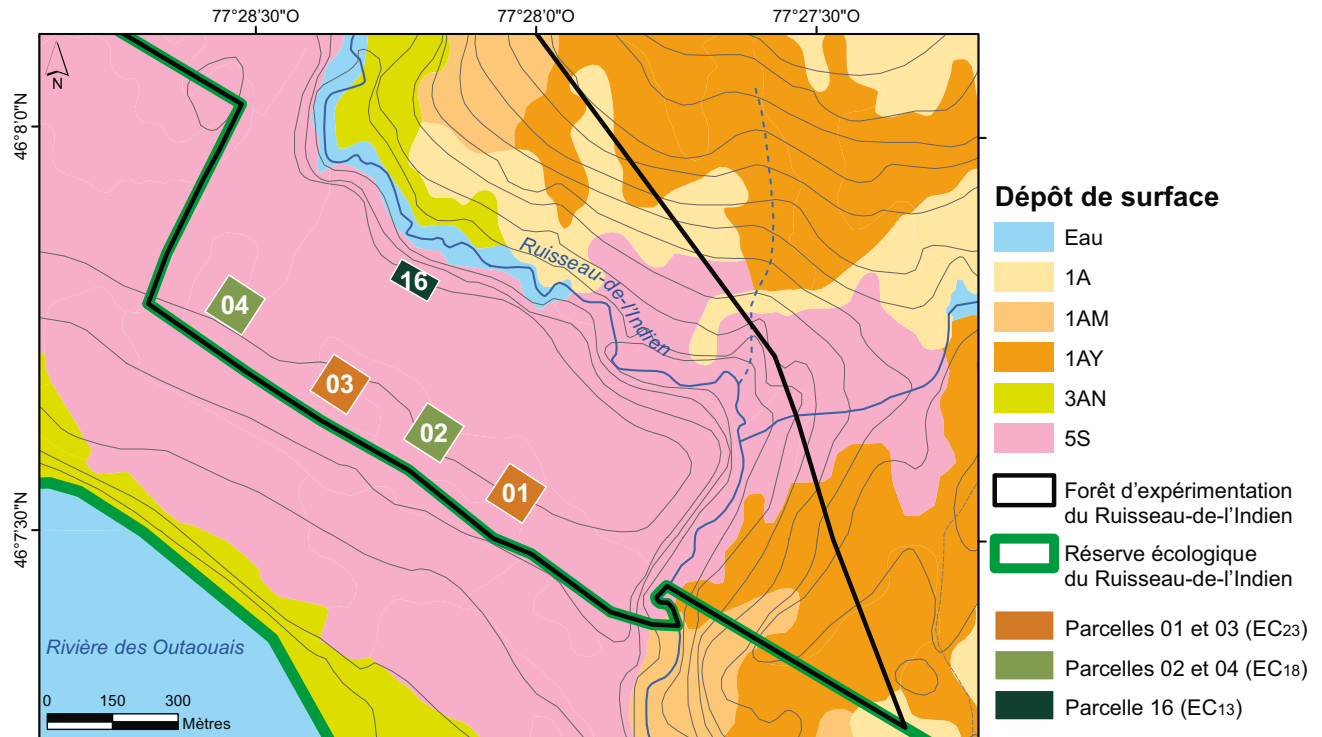 77°28'30"O
77°28'0"O
77°27'30"O
N
46°8'0"N
46°7'30"N
Ruisseau-de-l'Indien
16
04
03
02
01
Rivière des Outaouais
0 150 300
Mètres
Dépôt de surface
Eau
1A
1AM
1AY
3AN
5S
Forêt d'expérimentation
du Ruisseau-de-l'Indien
Réserve écologique
du Ruisseau-de-l'Indien
Parcelles 01 et 03 (EC23)
Parcelles 02 et 04 (EC18)
Parcelle 16 (EC13)